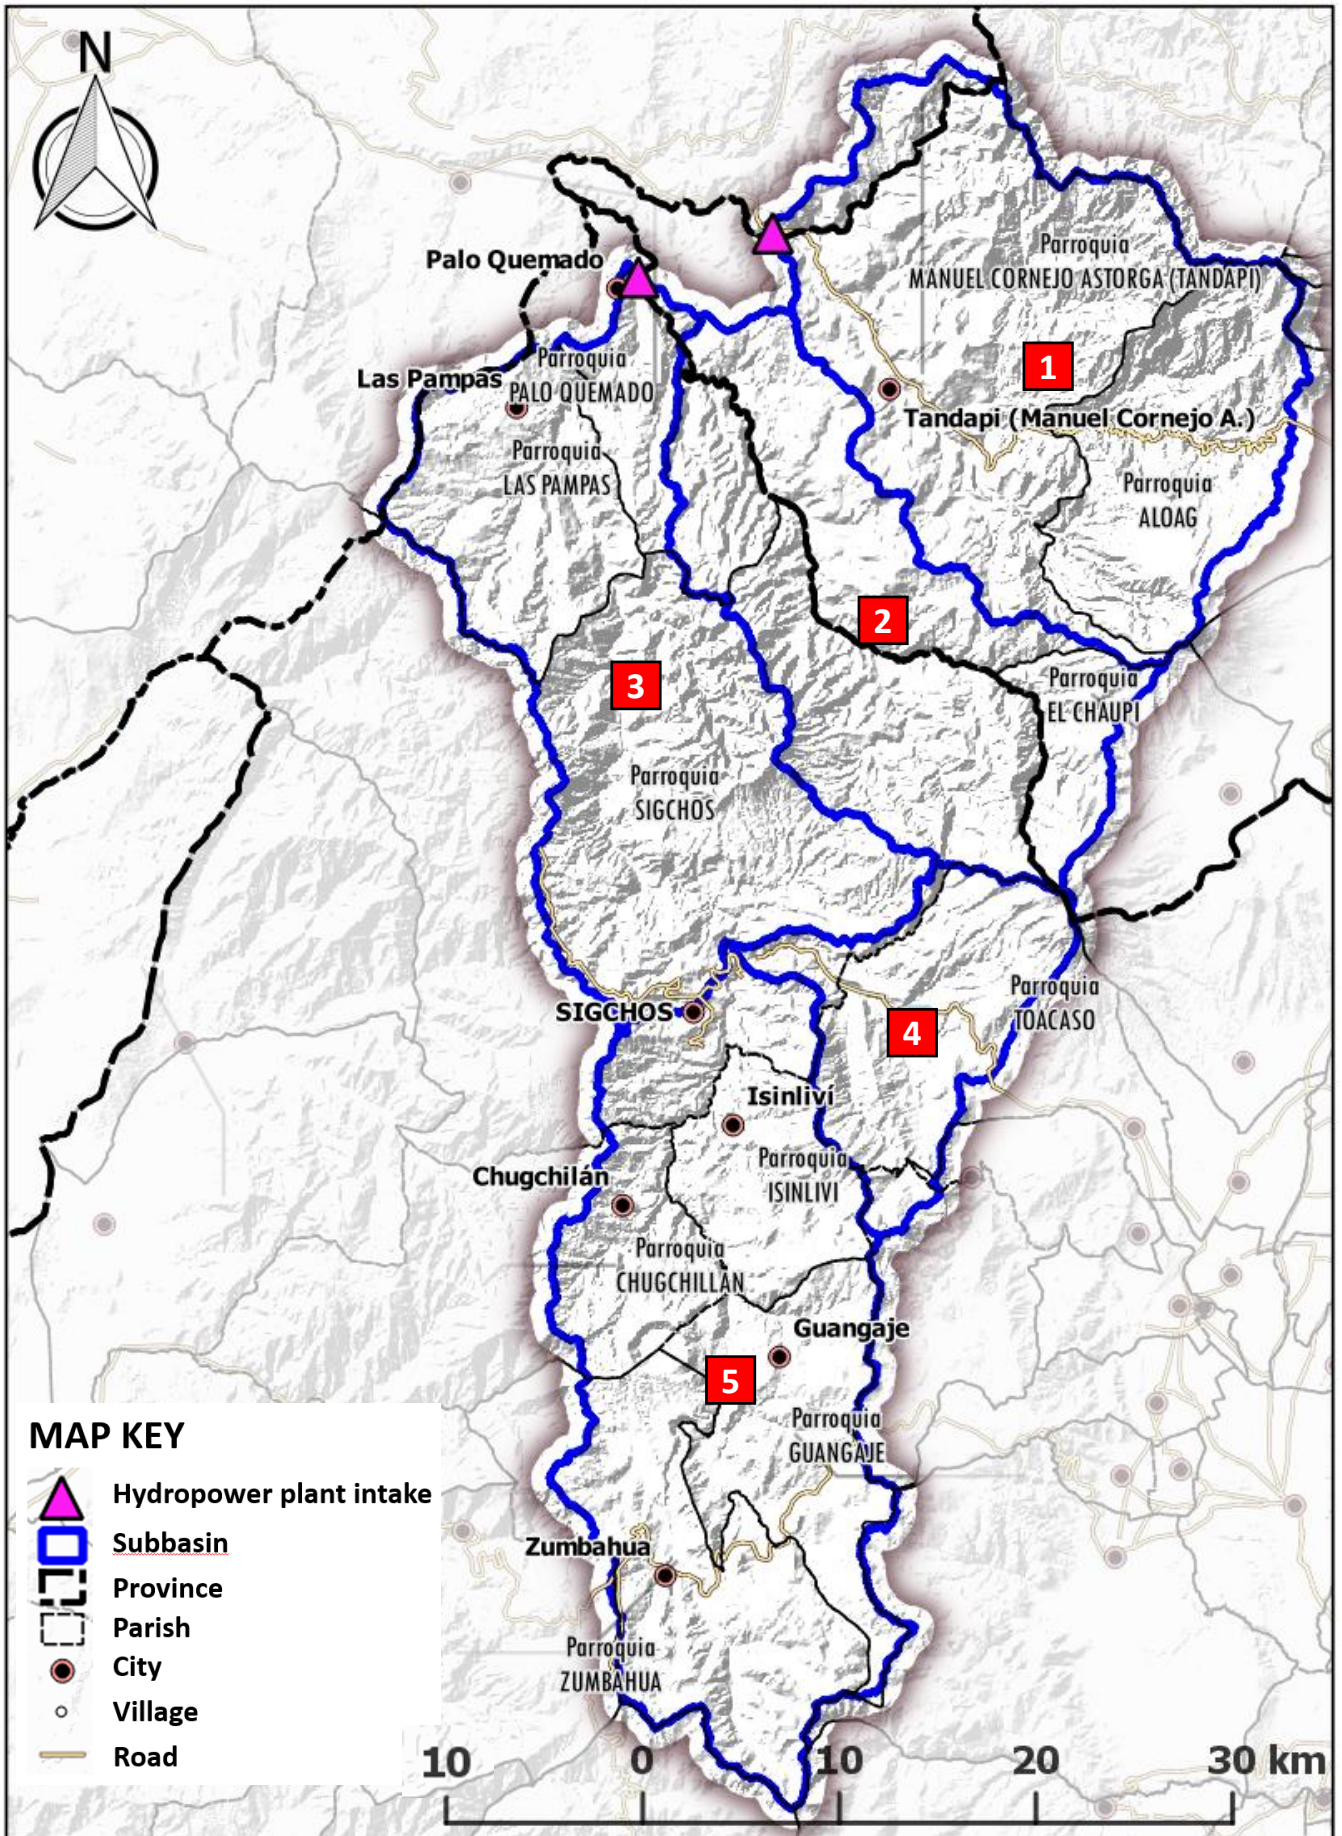 N
Parroquia
MANUEL CORNEJO ASTORGA (TANDAPI)
Palo Quemado
Parroquia
PALO QUEMADO
1
Las Pampas
Tandapi (Manuel Cornejo A.)
Parroquia
LAS PAMPAS
Parroquia
ALOAG
2
3
Parroquia
EL CHAUPI
Parroquia
SIGCHOS
SIGCHOS
Parroquia
TOACASO
4
Isinliví
Chugchilán
Parroquia
ISINLIVI
Parroquia
CHUGCHILLAN
Guangaje
5
Parroquia
GUANGAJE
Zumbahua
Parroquia
ZUMBAHUA
MAP KEY
Hydropower plant intake
Subbasin
Province
Parish
City
Village
Road
10 0 10 20 30 km